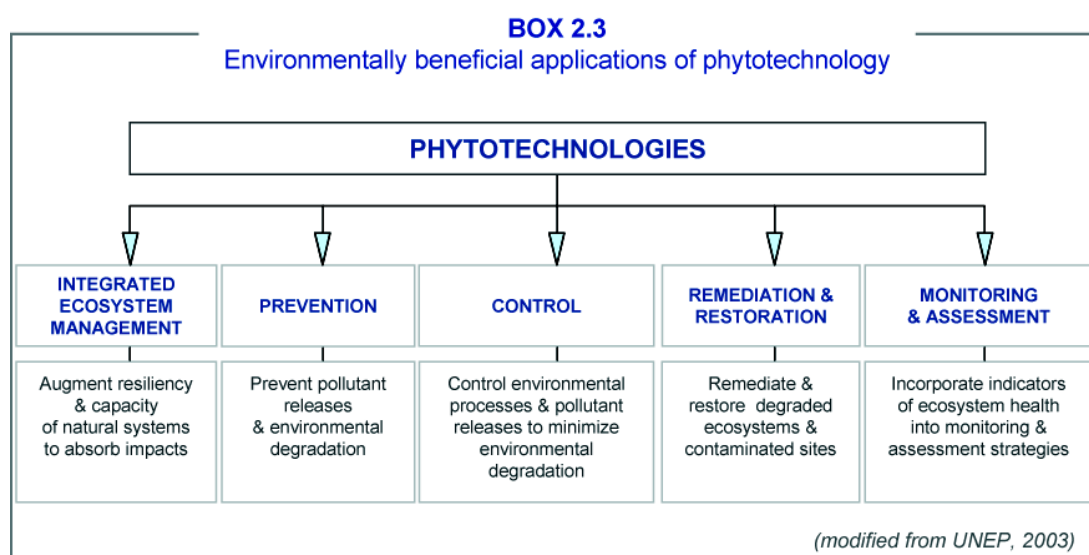 BOX 2.3
Environmentally beneficial applications of phytotechnology
PHYTOTECHNOLOGIES
INTEGRATED
ECOSYSTEM
MANAGEMENT
PREVENTION
CONTROL
REMEDIATION &
RESTORATION
MONITORING
& ASSESSMENT
Augment resiliency
& capacity
of natural systems
to absorb impacts
Prevent pollutant
releases
& environmental
degradation
Control environmental
processes & pollutant
releases to minimize
environmental
degradation
Remediate &
restore degraded
ecosystems &
contaminated sites
Incorporate indicators
of ecosystem health
into monitoring &
assessment strategies
(modified from UNEP, 2003)